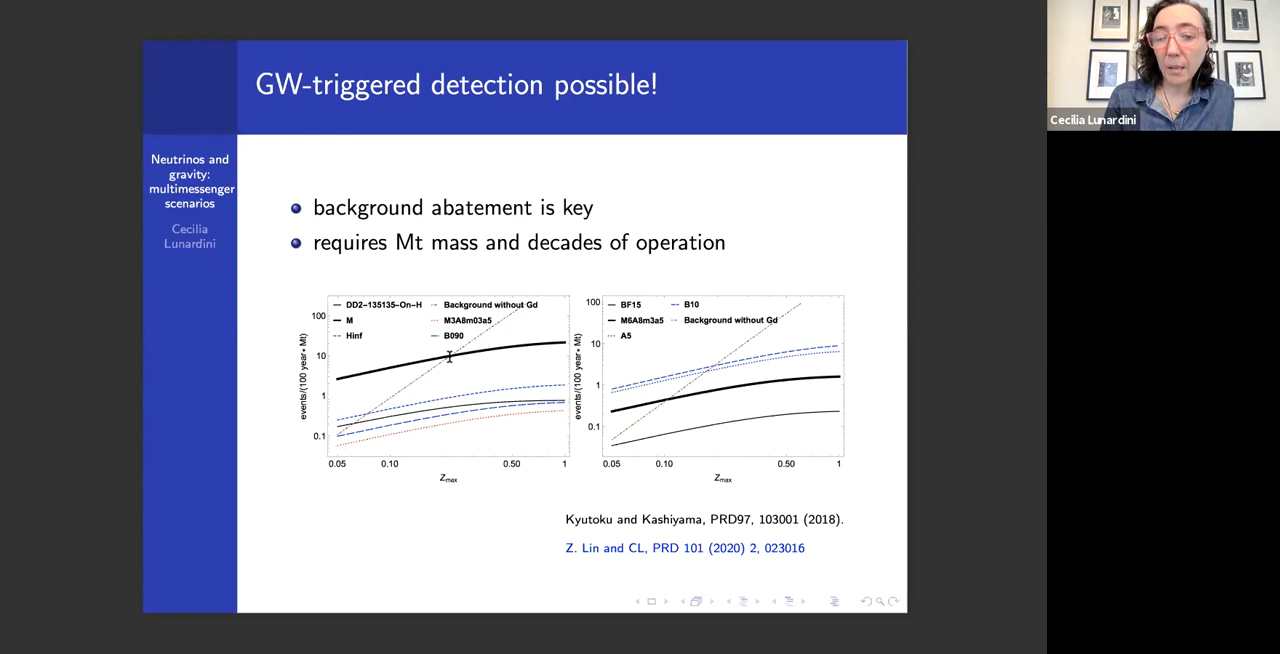 GW-triggered detection possible!
Neutrinos and
gravity:
multimessenger
scenarios
Cecilia
Lunardini
• background abatement is key
• requires Mt mass and decades of operation
DD2-135135-On-H
Background without Gd
M
M3A8m03a5
Hinf
B090
100
10
1
0.1
events/(100 year • Mt)
0.05 0.10 0.50 1
Zmax
BF15
B10
M6A8m3a5
Background without Gd
A5
100
10
1
0.1
events/(100 year • Mt)
0.05 0.10 0.50 1
Zmax
Kyutoku and Kashiyama, PRD97, 103001 (2018).
Z. Lin and CL, PRD 101 (2020) 2, 023016
Cecilia Lunardini